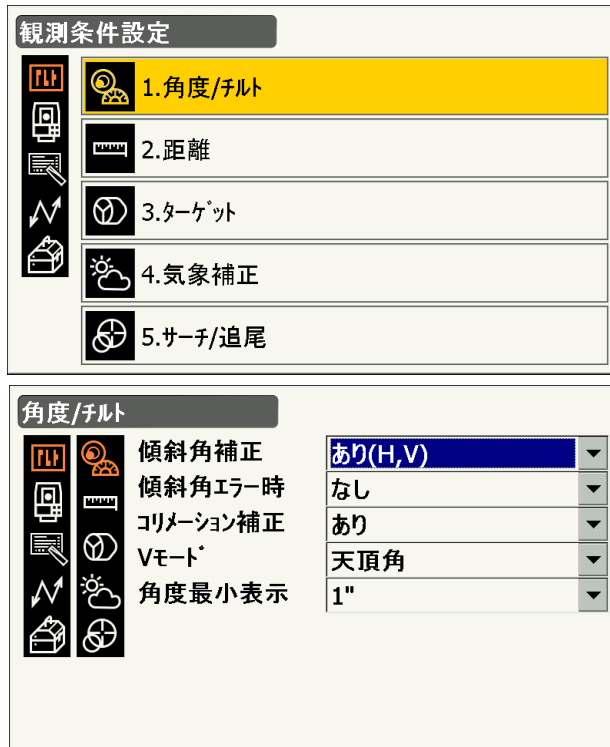 観測条件設定
1.角度/ﾁﾙﾄ
2.距離
3.ﾀｰｹﾞｯﾄ
4.気象補正
5.ｻｰﾁ/追尾
角度/ﾁﾙﾄ
傾斜角補正 あり(H,V)
傾斜角ｴﾗｰ時 なし
ｺﾘﾒｰｼｮﾝ補正 あり
Vﾓｰﾄﾞ 天頂角
角度最小表示 1"